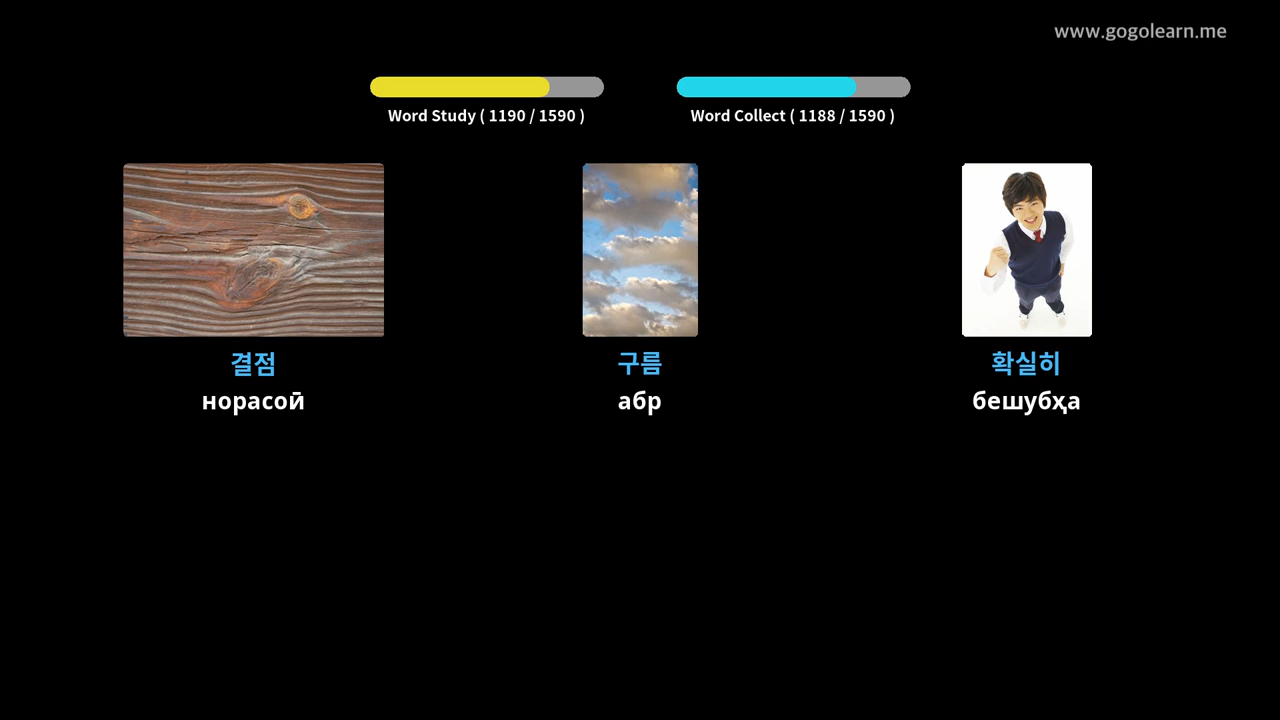 www.gogolearn.me
Word Study ( 1190 / 1590 )
Word Collect ( 1188 / 1590 )
결점
구름
확실히
норасоӣ
абр
бешубҳа